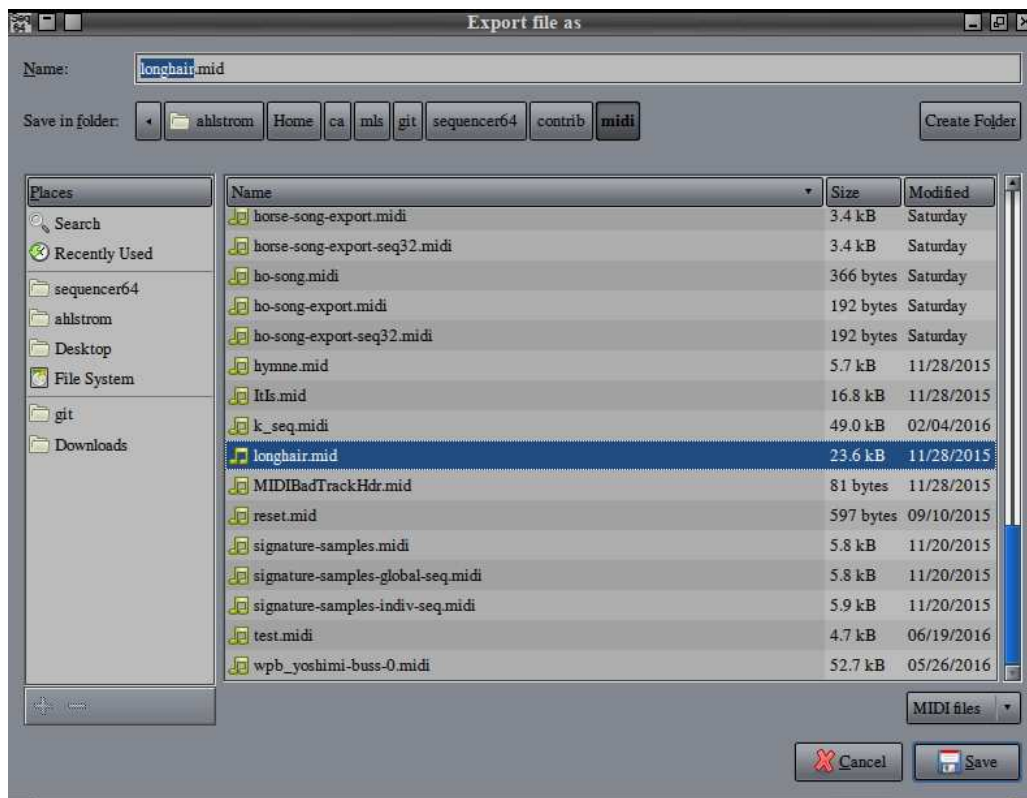 Seq
64
Export file as
Name: longhair.mid
Save in folder: ahlstrom Home ca mls git sequencer64 contrib midi Create Folder
Places
Search
Recently Used
sequencer64
ahlstrom
Desktop
File System
git
Downloads
Name Size Modified
horse-song-export.midi 3.4 kB Saturday
horse-song-export-seq32.midi 3.4 kB Saturday
ho-song.midi 366 bytes Saturday
ho-song-export.midi 192 bytes Saturday
ho-song-export-seq32.midi 192 bytes Saturday
hymne.mid 5.7 kB 11/28/2015
ItIs.mid 16.8 kB 11/28/2015
k_seq.midi 49.0 kB 02/04/2016
longhair.mid 23.6 kB 11/28/2015
MIDIBadTrackHdr.mid 81 bytes 11/28/2015
reset.mid 597 bytes 09/10/2015
signature-samples.midi 5.8 kB 11/20/2015
signature-samples-global-seq.midi 5.8 kB 11/20/2015
signature-samples-indiv-seq.midi 5.9 kB 11/20/2015
test.midi 4.7 kB 06/19/2016
wpb_yoshimi-buss-0.midi 52.7 kB 05/26/2016
MIDI files
Cancel Save